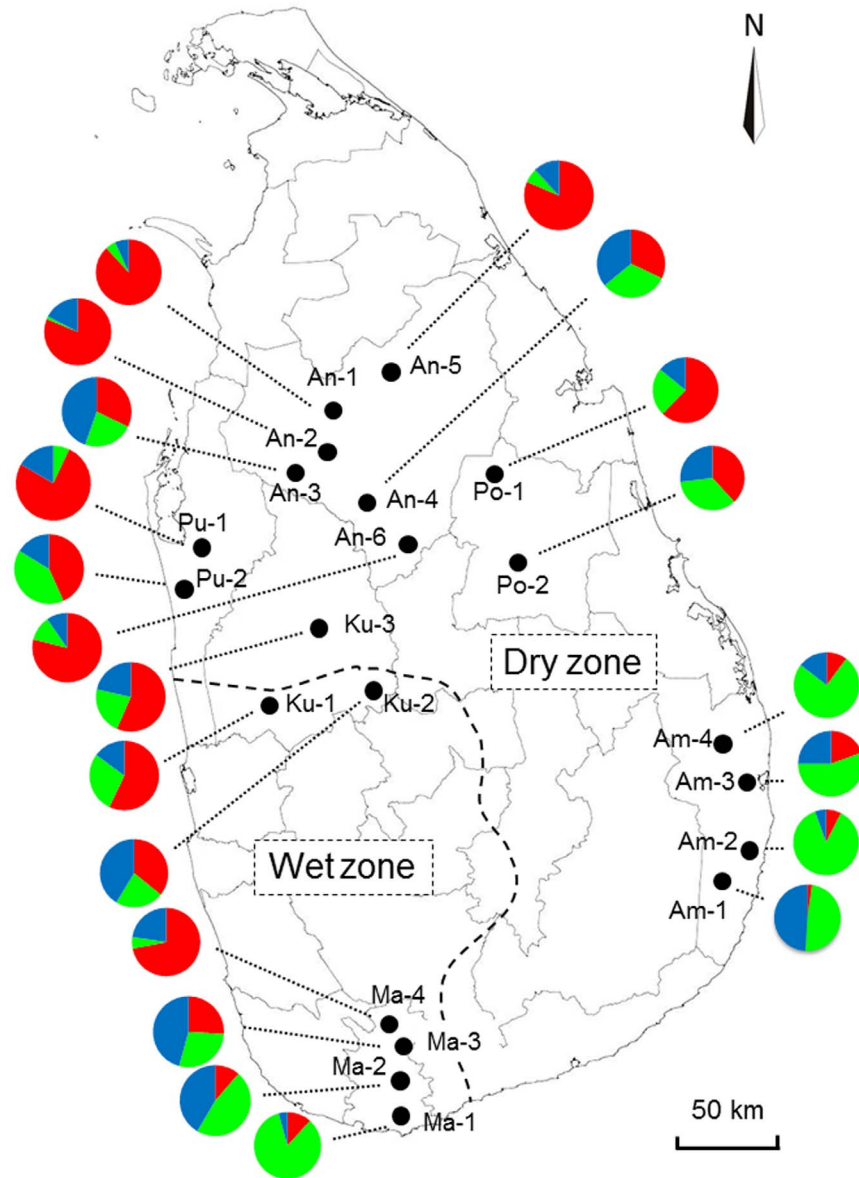 N
An-1
An-5
An-2
An-3
An-4
Po-1
Pu-1
An-6
Pu-2
Po-2
Ku-3
Dry zone
Ku-1
Ku-2
Am-4
Am-3
Am-2
Wet zone
Am-1
Ma-4
Ma-3
Ma-2
Ma-1
50 km